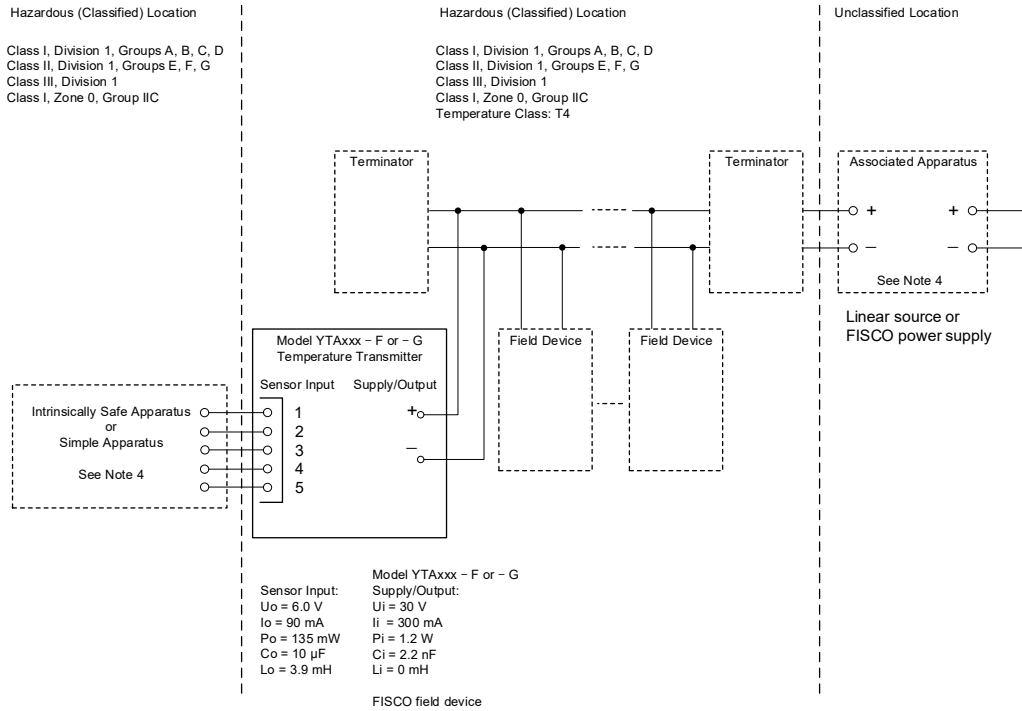 Hazardous (Classified) Location
Class I, Division 1, Groups A, B, C, D
Class II, Division 1, Groups E, F, G
Class III, Division 1
Class I, Zone 0, Group IIC
Hazardous (Classified) Location
Class I, Division 1, Groups A, B, C, D
Class II, Division 1, Groups E, F, G
Class III, Division 1
Class I, Zone 0, Group IIC
Temperature Class: T4
Unclassified Location
Terminator
Terminator
Associated Apparatus
+ +
− −
See Note 4
Linear source or
FISCO power supply
Model YTAxxx − F or − G
Temperature Transmitter
Sensor Input Supply/Output
+
−
1
2
3
4
5
Field Device
Field Device
Intrinsically Safe Apparatus
or
Simple Apparatus
See Note 4
Sensor Input:
Uo = 6.0 V
Io = 90 mA
Po = 135 mW
Co = 10 µF
Lo = 3.9 mH
Model YTAxxx − F or − G
Supply/Output:
Ui = 30 V
Ii = 300 mA
Pi = 1.2 W
Ci = 2.2 nF
Li = 0 mH
FISCO field device